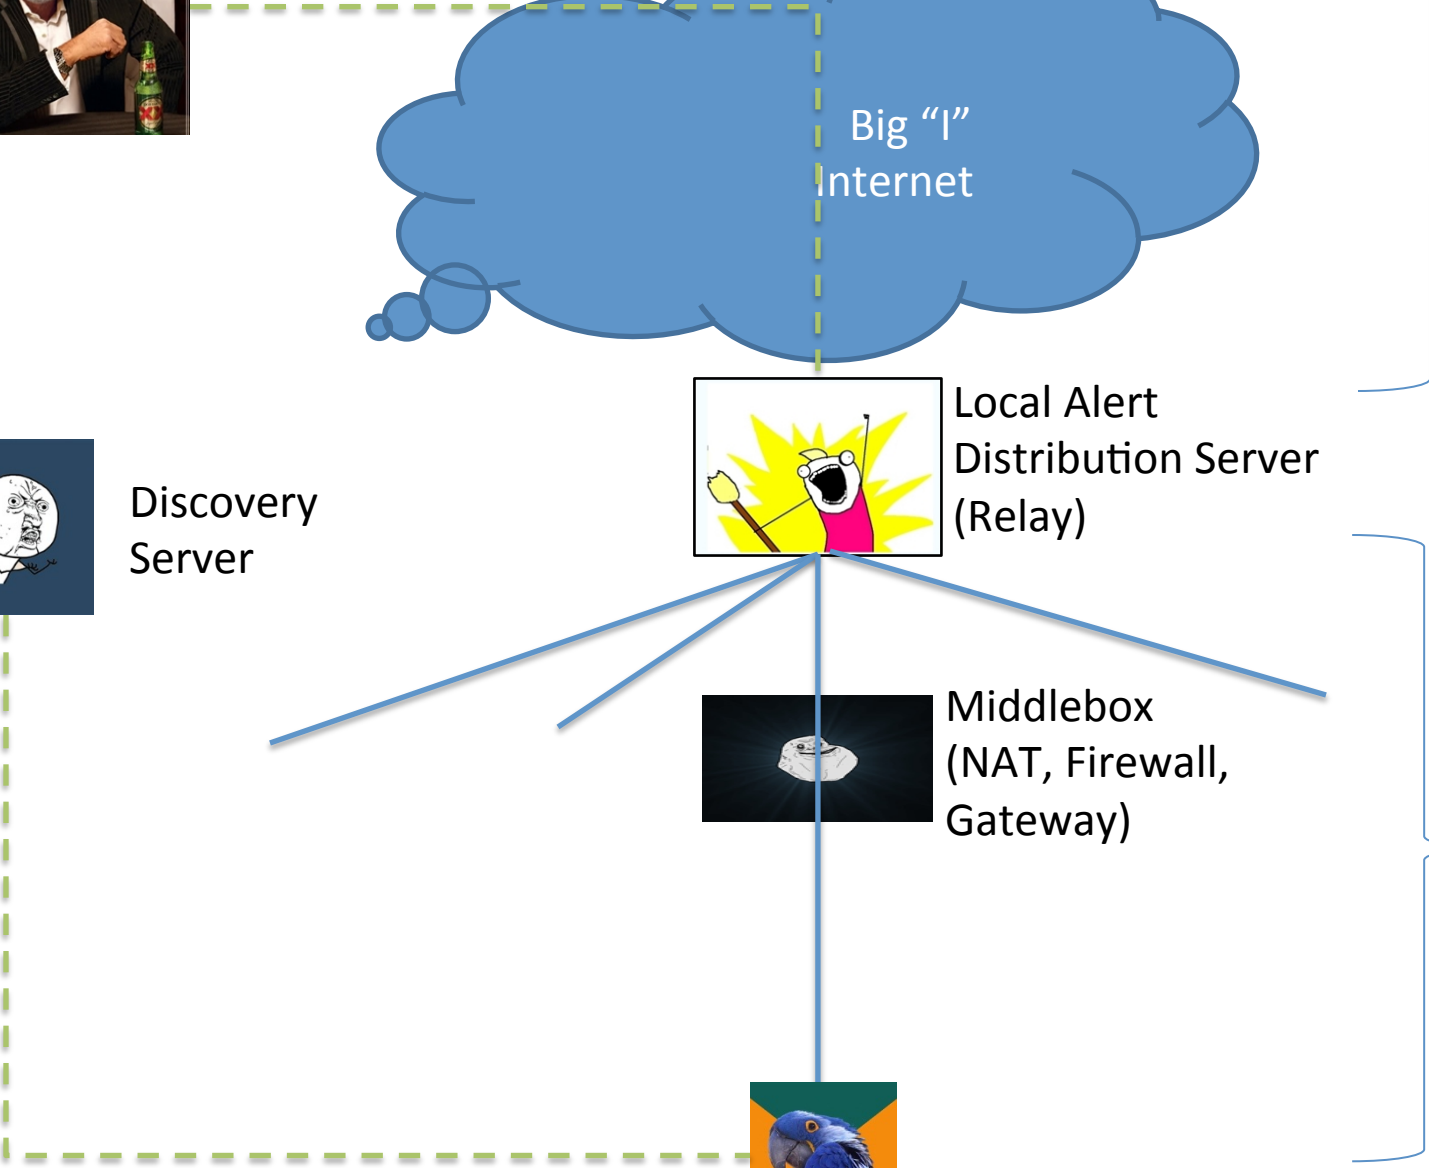 Big “I”
Internet
Local Alert
Distribution Server
(Relay)
Discovery
Server
Middlebox
(NAT, Firewall,
Gateway)